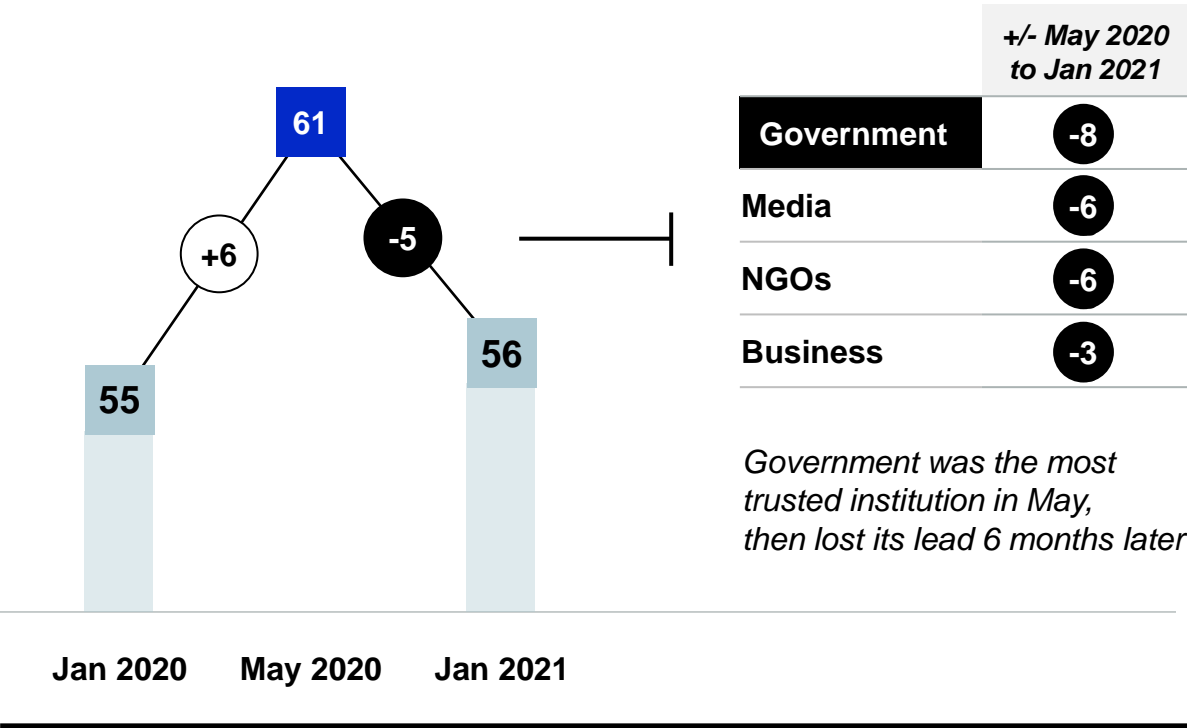 +/- May 2020
to Jan 2021
61
+6
-5
55
56
Government -8
Media -6
NGOs -6
Business -3
Government was the most
trusted institution in May,
then lost its lead 6 months later
Jan 2020 May 2020 Jan 2021